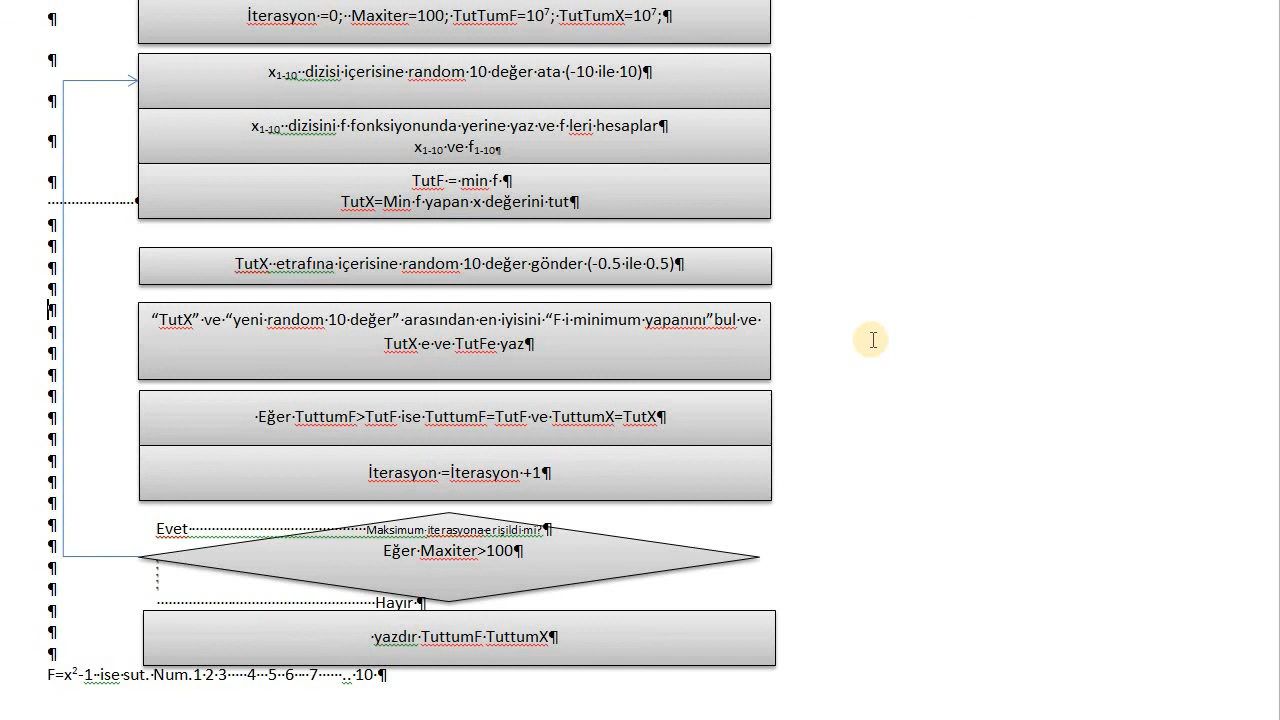 İterasyon =0; Maxiter=100; TutTumF=10⁷; TutTumX=10⁷;¶
x1-10 dizisi içerisine random 10 değer ata (-10 ile 10)¶
x1-10 dizisini f fonksiyonunda yerine yaz ve f leri hesaplar¶
x1-10 ve f1-10¶
TutF = min f ¶
TutX=Min f yapan x değerini tut¶
TutX etrafına içerisine random 10 değer gönder (-0.5 ile 0.5)¶
“TutX” ve “yeni random 10 değer” arasından en iyisini “F i minimum yapanını”bul ve
TutX e ve TutFe yaz¶
Eğer TuttumF>TutF ise TuttumF=TutF ve TuttumX=TutX¶
İterasyon =İterasyon +1¶
Evet Maksimum iterasyona erişildi mi?¶
Eğer Maxiter>100¶
Hayır ¶
yazdır TuttumF TuttumX¶
F=x²-1 ise sut. Num.1 2 3 4 5 6 7 .. 10 ¶